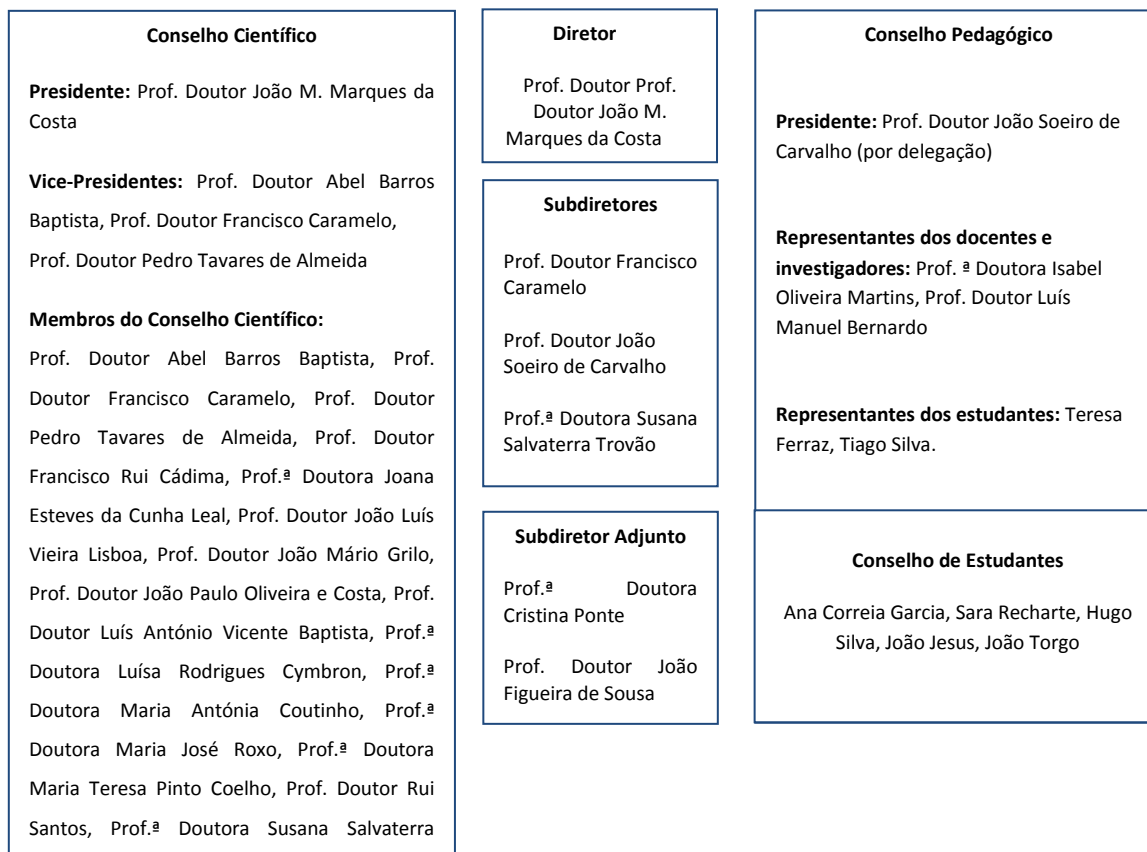 Conselho Científico
Presidente: Prof. Doutor João M. Marques da
Costa
Vice-Presidentes: Prof. Doutor Abel Barros
Baptista, Prof. Doutor Francisco Caramelo,
Prof. Doutor Pedro Tavares de Almeida
Membros do Conselho Científico:
Prof. Doutor Abel Barros Baptista, Prof.
Doutor Francisco Caramelo, Prof. Doutor
Pedro Tavares de Almeida, Prof. Doutor
Francisco Rui Cádima, Prof.ª Doutora Joana
Esteves da Cunha Leal, Prof. Doutor João Luís
Vieira Lisboa, Prof. Doutor João Mário Grilo,
Prof. Doutor João Paulo Oliveira e Costa, Prof.
Doutor Luís António Vicente Baptista, Prof.ª
Doutora Luísa Rodrigues Cymbron, Prof.ª
Doutora Maria Antónia Coutinho, Prof.ª
Doutora Maria José Roxo, Prof.ª Doutora
Maria Teresa Pinto Coelho, Prof. Doutor Rui
Santos, Prof.ª Doutora Susana Salvaterra
Diretor
Prof. Doutor Prof.
Doutor João M.
Marques da Costa
Subdiretores
Prof. Doutor Francisco
Caramelo
Prof. Doutor João
Soeiro de Carvalho
Prof.ª Doutora Susana
Salvaterra Trovão
Subdiretor Adjunto
Prof.ª Doutora
Cristina Ponte
Prof. Doutor João
Figueira de Sousa
Conselho Pedagógico
Presidente: Prof. Doutor João Soeiro de
Carvalho (por delegação)
Representantes dos docentes e
investigadores: Prof. ª Doutora Isabel
Oliveira Martins, Prof. Doutor Luís
Manuel Bernardo
Representantes dos estudantes: Teresa
Ferraz, Tiago Silva.
Conselho de Estudantes
Ana Correia Garcia, Sara Recharte, Hugo
Silva, João Jesus, João Torgo